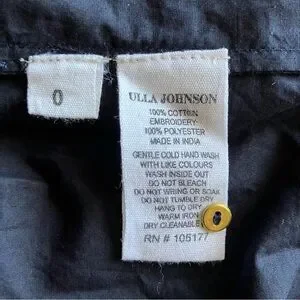 0
ULLA JOHNSON
100% COTTON
EMBROIDERY
100% POLYESTER
MADE IN INDIA
GENTLE COLD HAND WASH
WITH LIKE COLOURS
WASH INSIDE OUT
DO NOT BLEACH
DO NOT WRING OR SOAK
DO NOT TUMBLE DRY
HANG TO DRY
WARM IRON
DRY CLEANABLE
RN # 105177